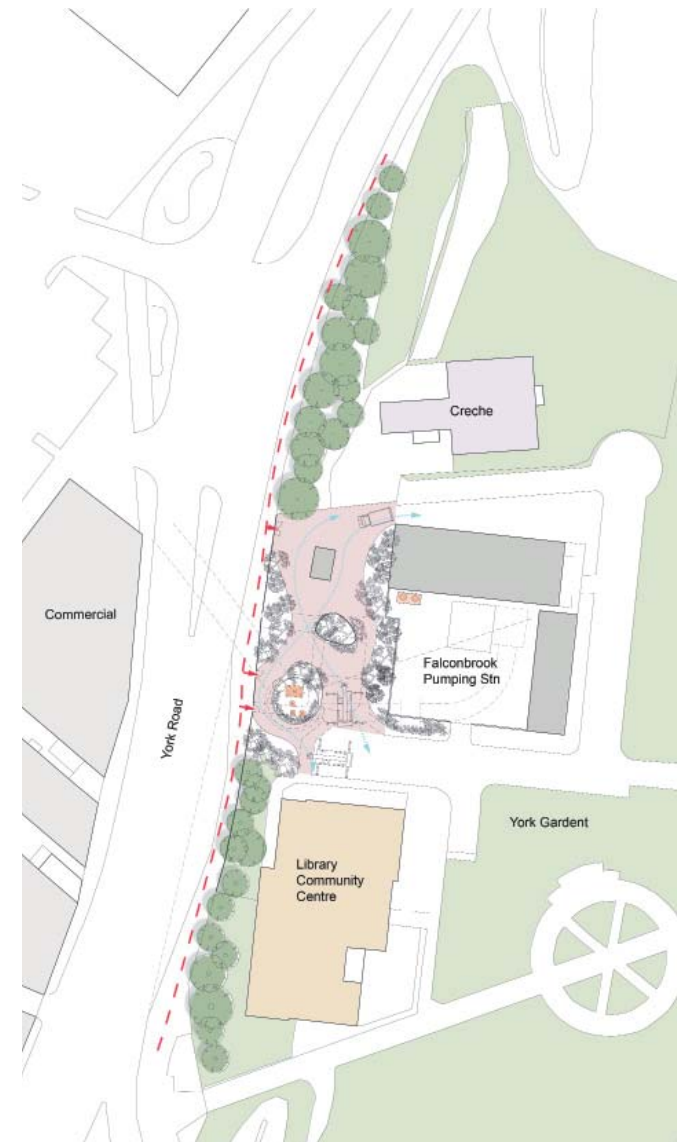 Creche
Commercial
Falconbrook
Pumping Stn
York Road
York Gardent
Library
Community
Centre